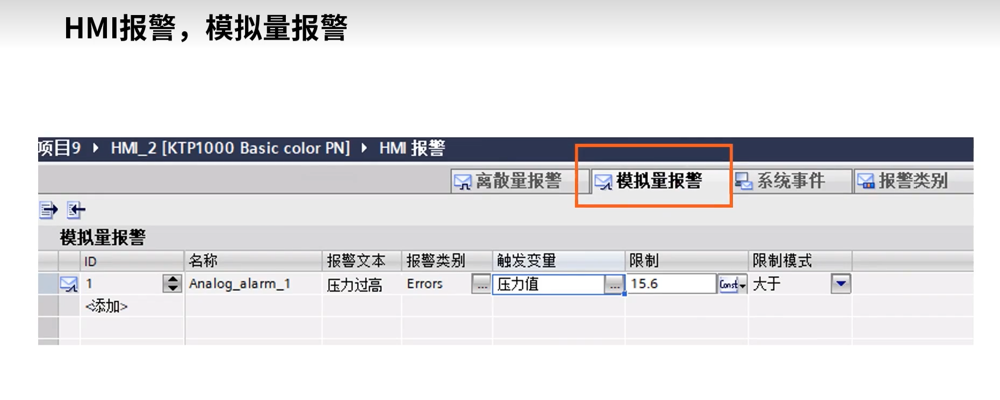 HMI报警，模拟量报警
项目9 ▸ HMI_2 [KTP1000 Basic color PN] ▸ HMI 报警
离散量报警 模拟量报警 系统事件 报警类别
模拟量报警
ID 名称 报警文本 报警类别 触发变量 限制 限制模式
1 Analog_alarm_1 压力过高 Errors ... 压力值 ... 15.6 Const 大于
<添加>